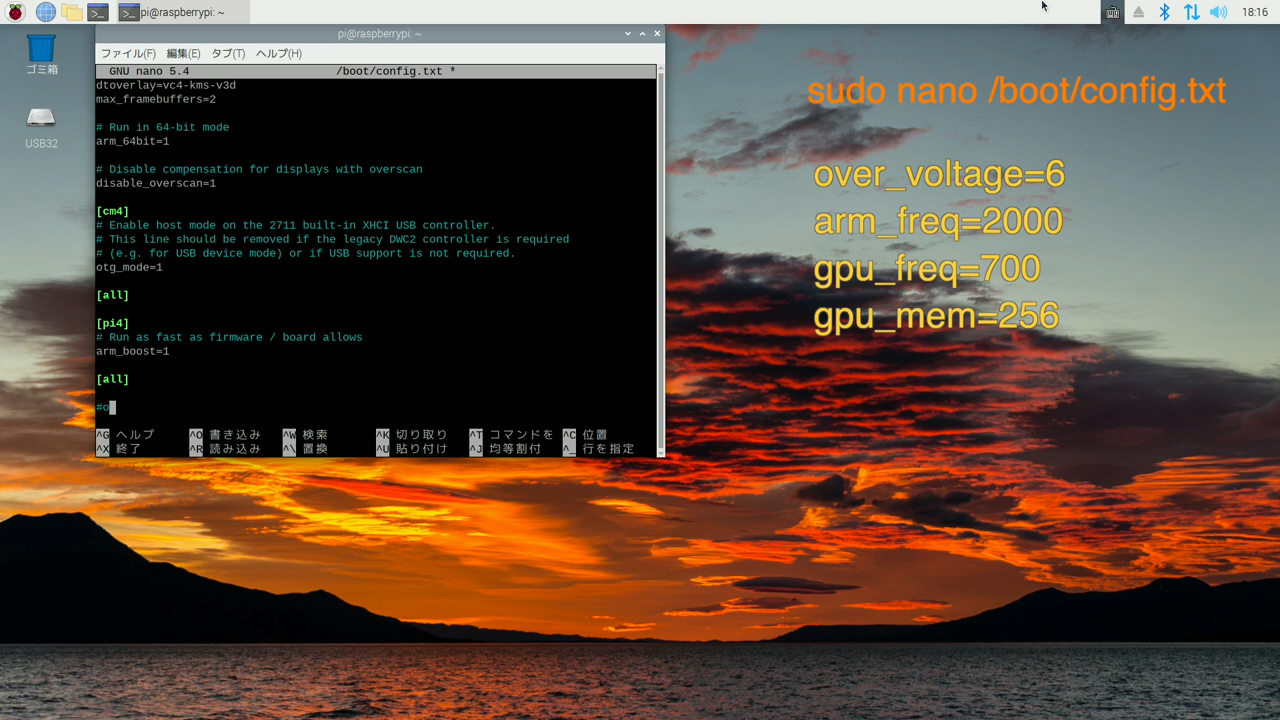 pi@raspberrypi: ~
18:16
ゴミ箱
USB32
pi@raspberrypi: ~
ファイル(F) 編集(E) タブ(T) ヘルプ(H)
GNU nano 5.4 /boot/config.txt *
dtoverlay=vc4-kms-v3d
max_framebuffers=2
# Run in 64-bit mode
arm_64bit=1
# Disable compensation for displays with overscan
disable_overscan=1
[cm4]
# Enable host mode on the 2711 built-in XHCI USB controller.
# This line should be removed if the legacy DWC2 controller is required
# (e.g. for USB device mode) or if USB support is not required.
otg_mode=1
[all]
[pi4]
# Run as fast as firmware / board allows
arm_boost=1
[all]
#o
^G ヘルプ ^O 書き込み ^W 検索 ^K 切り取り ^T コマンドを ^C 位置
^X 終了 ^R 読み込み ^\ 置換 ^U 貼り付け ^J 均等割付 ^_ 行を指定
sudo nano /boot/config.txt
over_voltage=6
arm_freq=2000
gpu_freq=700
gpu_mem=256